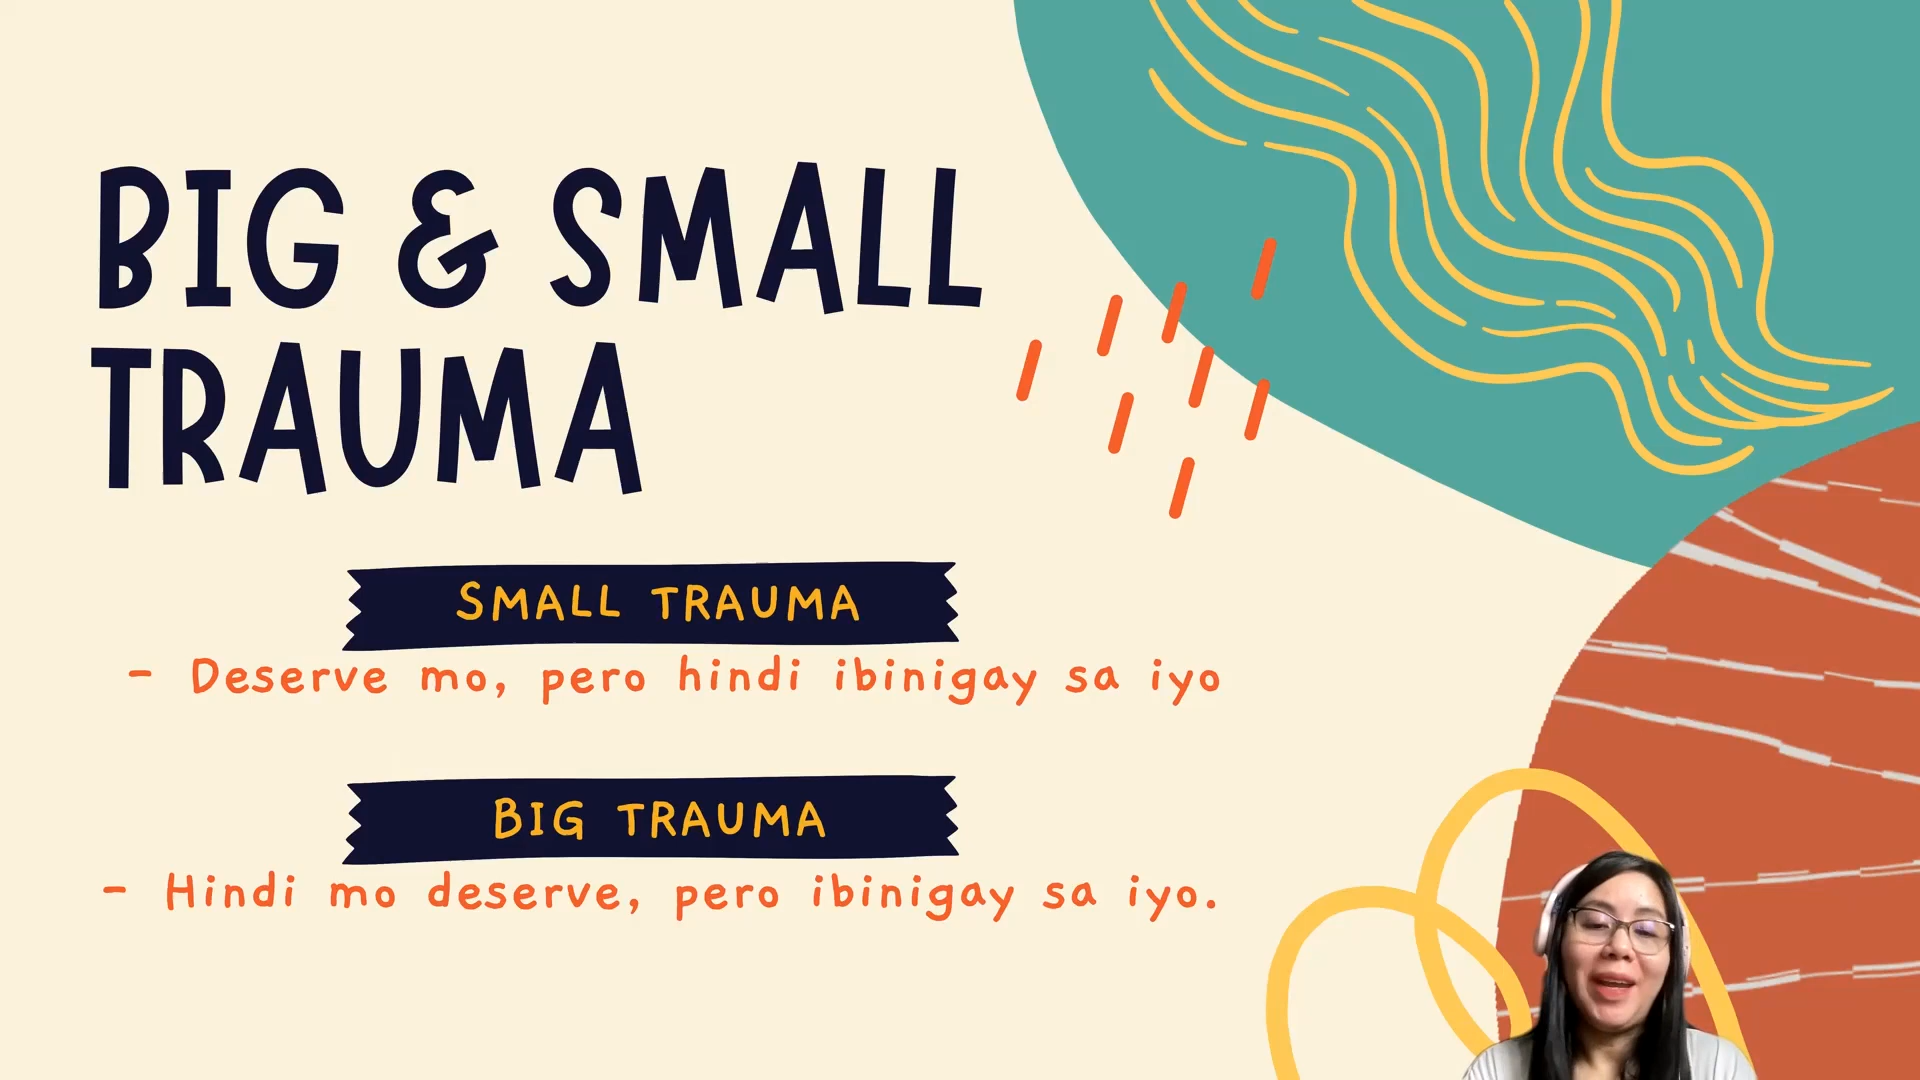 BIG & SMALL
TRAUMA
SMALL TRAUMA
- Deserve mo, pero hindi ibinigay sa iyo
BIG TRAUMA
- Hindi mo deserve, pero ibinigay sa iyo.